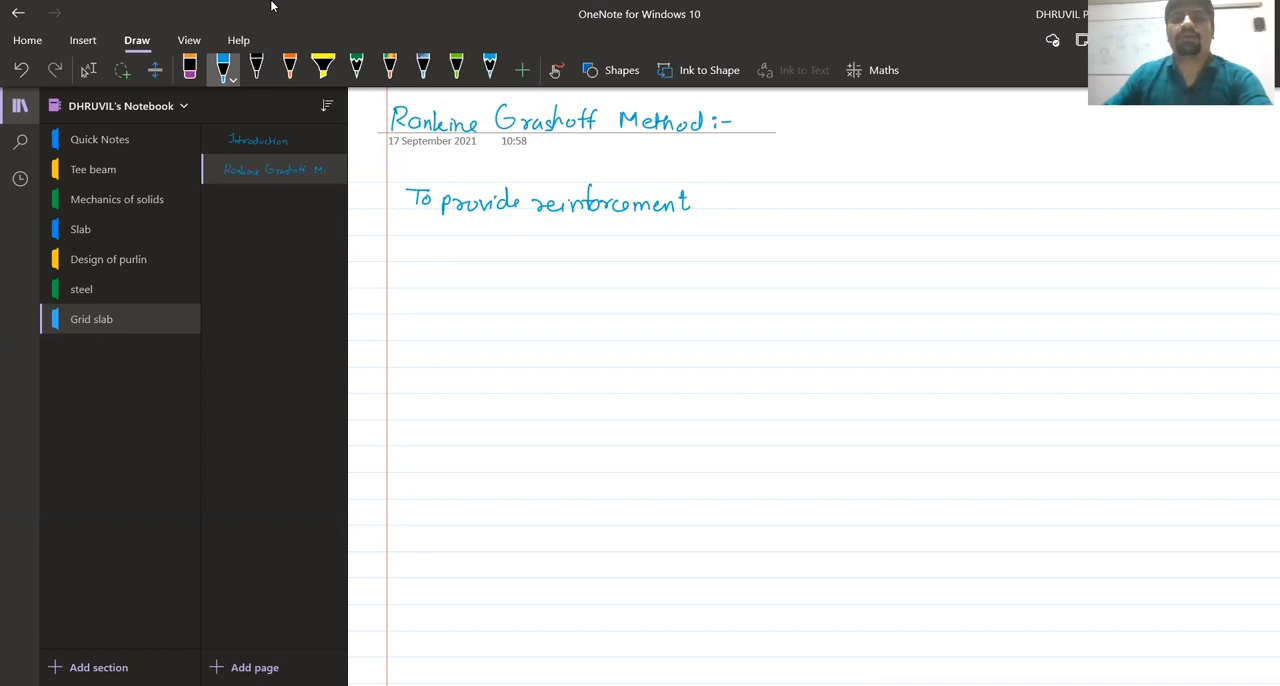 OneNote for Windows 10
DHRUVIL P
Home Insert Draw View Help
Shapes Ink to Shape Ink to Text Maths
DHRUVIL's Notebook
Quick Notes
Tee beam
Mechanics of solids
Slab
Design of purlin
steel
Grid slab
Add section
Introduction
Rankine Grashoff M
Add page
Rankine Grashoff Method:-
17 September 2021 10:58
To provide reinforcement